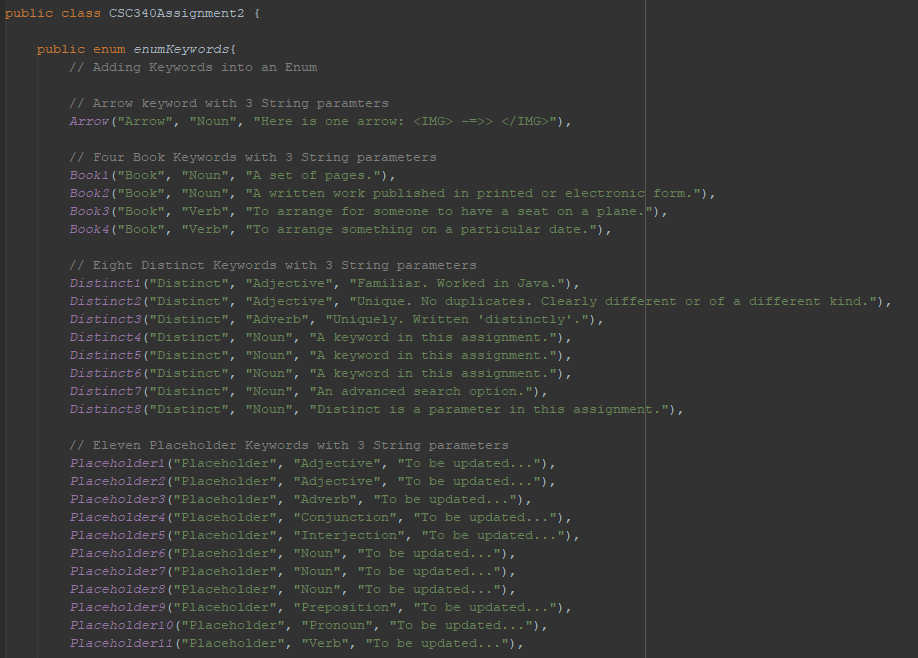 public class CSC340Assignment2 {
public enum enumKeywords{
// Adding Keywords into an Enum
// Arrow keyword with 3 String paramters
Arrow("Arrow", "Noun", "Here is one arrow: <IMG> -=>> </IMG>"),
// Four Book Keywords with 3 String parameters
Book1("Book", "Noun", "A set of pages."),
Book2("Book", "Noun", "A written work published in printed or electronic form."),
Book3("Book", "Verb", "To arrange for someone to have a seat on a plane."),
Book4("Book", "Verb", "To arrange something on a particular date."),
// Eight Distinct Keywords with 3 String parameters
Distinct1("Distinct", "Adjective", "Familiar. Worked in Java."),
Distinct2("Distinct", "Adjective", "Unique. No duplicates. Clearly different or of a different kind."),
Distinct3("Distinct", "Adverb", "Uniquely. Written 'distinctly'."),
Distinct4("Distinct", "Noun", "A keyword in this assignment."),
Distinct5("Distinct", "Noun", "A keyword in this assignment."),
Distinct6("Distinct", "Noun", "A keyword in this assignment."),
Distinct7("Distinct", "Noun", "An advanced search option."),
Distinct8("Distinct", "Noun", "Distinct is a parameter in this assignment."),
// Eleven Placeholder Keywords with 3 String parameters
Placeholder1("Placeholder", "Adjective", "To be updated..."),
Placeholder2("Placeholder", "Adjective", "To be updated..."),
Placeholder3("Placeholder", "Adverb", "To be updated..."),
Placeholder4("Placeholder", "Conjunction", "To be updated..."),
Placeholder5("Placeholder", "Interjection", "To be updated..."),
Placeholder6("Placeholder", "Noun", "To be updated..."),
Placeholder7("Placeholder", "Noun", "To be updated..."),
Placeholder8("Placeholder", "Noun", "To be updated..."),
Placeholder9("Placeholder", "Preposition", "To be updated..."),
Placeholder10("Placeholder", "Pronoun", "To be updated..."),
Placeholder11("Placeholder", "Verb", "To be updated..."),